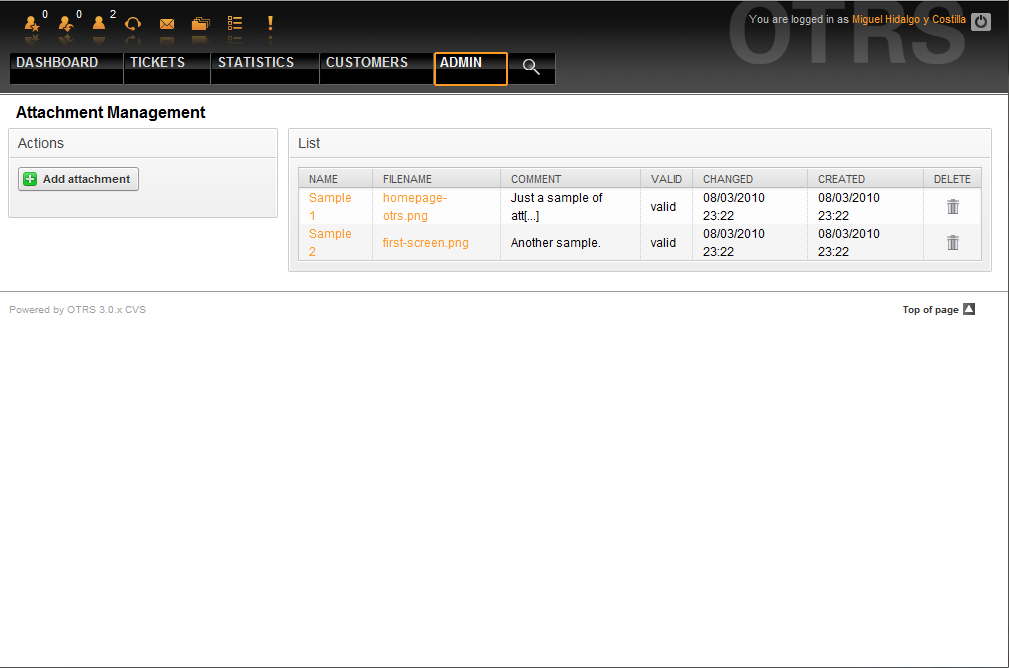 0 0 2
You are logged in as Miguel Hidalgo y Costilla
OTRS
DASHBOARD TICKETS STATISTICS CUSTOMERS ADMIN
Attachment Management
Actions
Add attachment
List
NAME FILENAME COMMENT VALID CHANGED CREATED DELETE
Sample 1 homepage-otrs.png Just a sample of att[...] valid 08/03/2010 23:22 08/03/2010 23:22
Sample 2 first-screen.png Another sample. valid 08/03/2010 23:22 08/03/2010 23:22
Powered by OTRS 3.0.x CVS
Top of page